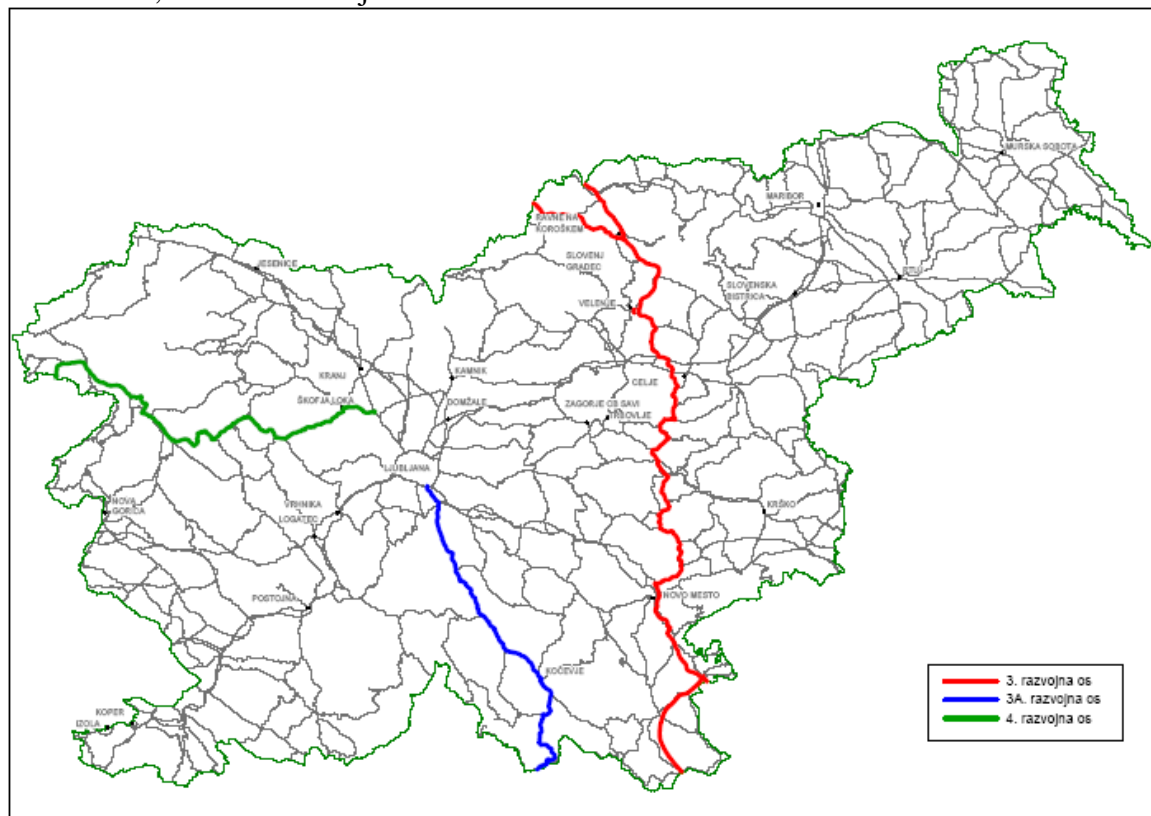 MURSKA SOBOTA
MARIBOR
RAVNE NA
KOROŠKEM
SLOVENJ
GRADEC
JESENICE
SLOVENSKA
BISTRICA
PTUJ
VELENJE
KRANJ
KAMNIK
CELJE
ŠKOFJA LOKA
DOMŽALE
ZAGORJE OB SAVI
TRBOVLJE
LJUBLJANA
NOVA
GORICA
VRHNIKA
LOGATEC
KRŠKO
POSTOJNA
NOVO MESTO
KOČEVJE
KOPER
IZOLA
3. razvojna os
3A. razvojna os
4. razvojna os